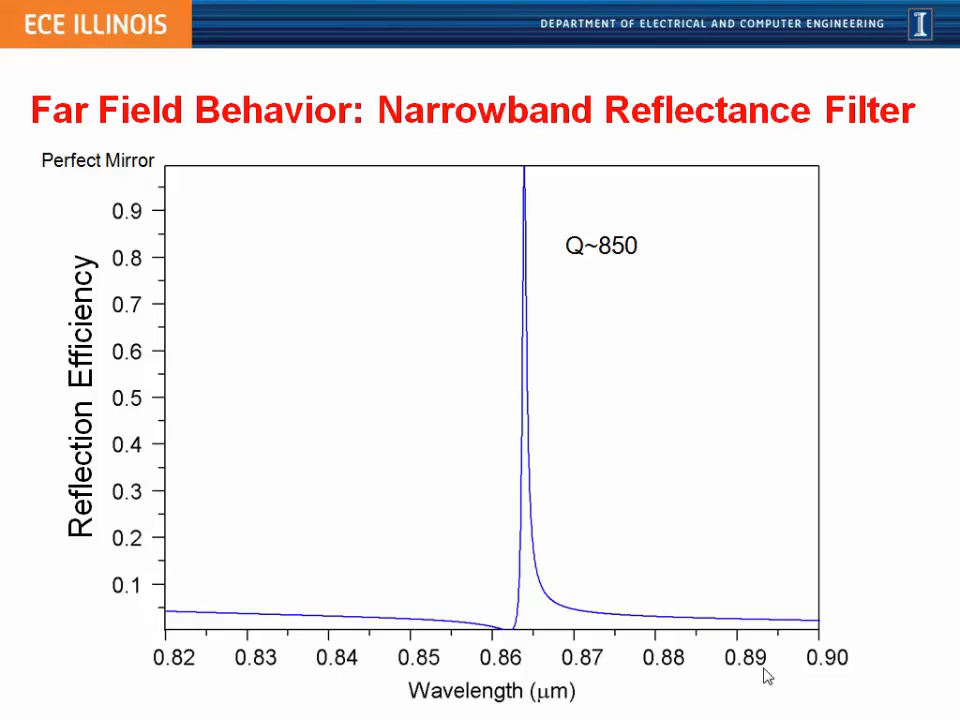 ECE ILLINOIS
DEPARTMENT OF ELECTRICAL AND COMPUTER ENGINEERING
I
Far Field Behavior: Narrowband Reflectance Filter
Perfect Mirror
0.9
0.8
0.7
0.6
0.5
0.4
0.3
0.2
0.1
Reflection Efficiency
Q~850
0.82 0.83 0.84 0.85 0.86 0.87 0.88 0.89 0.90
Wavelength (μm)